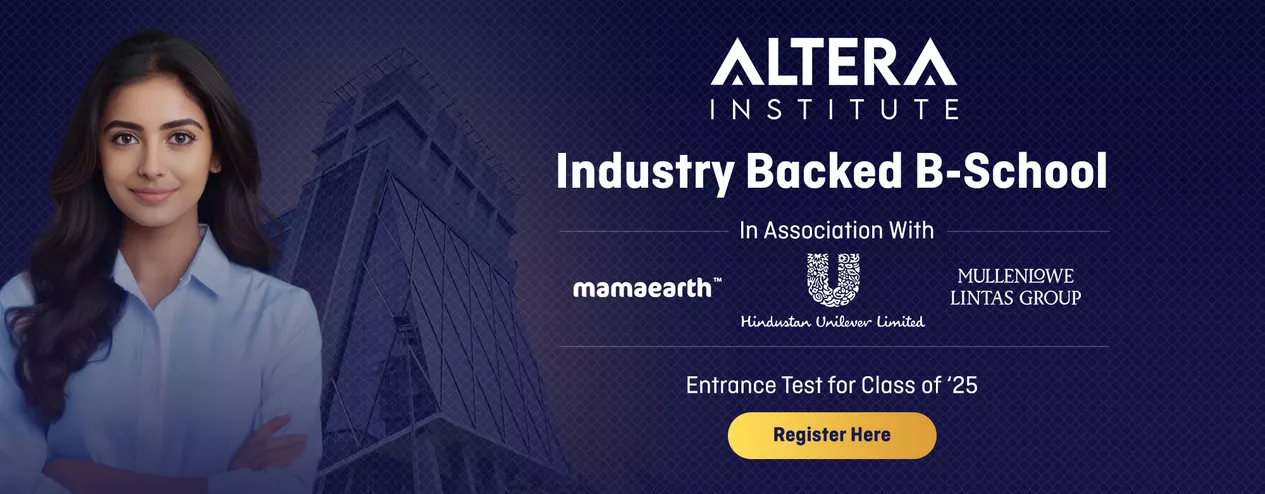 ALTERA
INSTITUTE
Industry Backed B-School
In Association With
mamaearth™
Hindustan Unilever Limited
MULLENLOWE
LINTAS GROUP
Entrance Test for Class of ‘25
Register Here